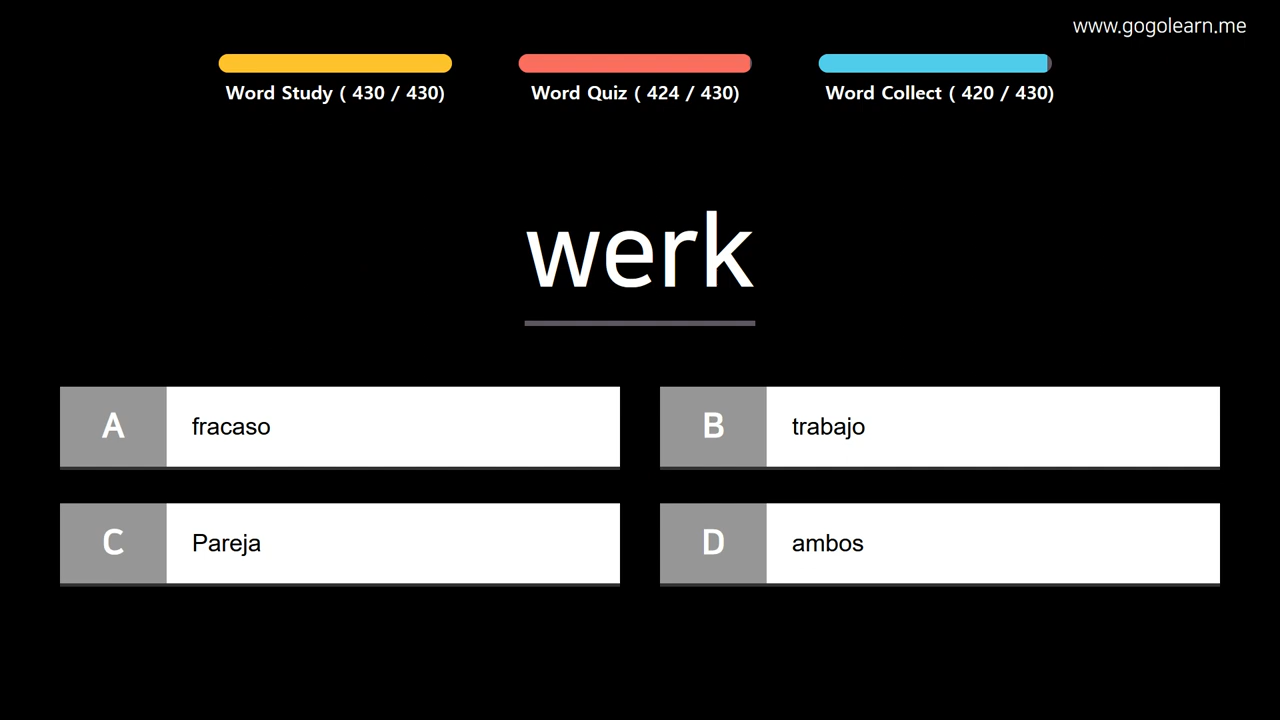 www.gogolearn.me
Word Study ( 430 / 430)
Word Quiz ( 424 / 430)
Word Collect ( 420 / 430)
werk
A fracaso
B trabajo
C Pareja
D ambos